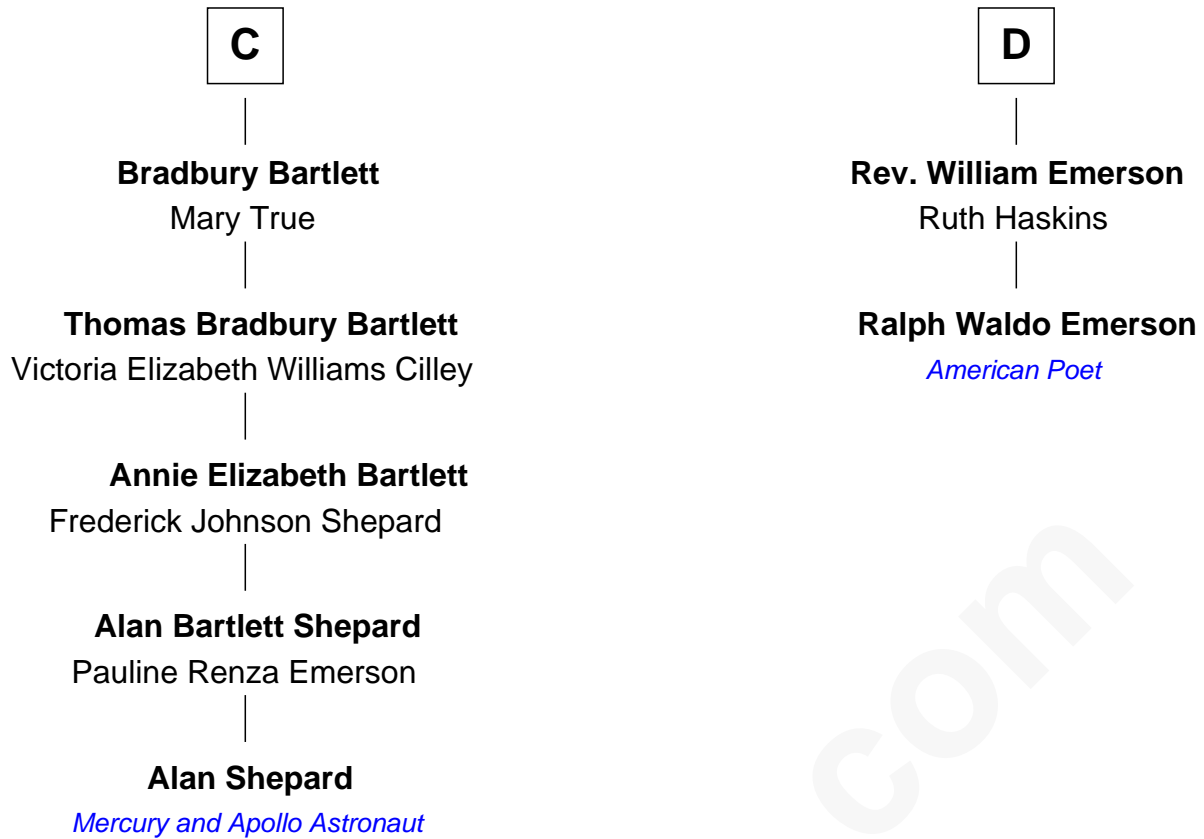 C
Bradbury Bartlett
Mary True
Thomas Bradbury Bartlett
Victoria Elizabeth Williams Cilley
Annie Elizabeth Bartlett
Frederick Johnson Shepard
Alan Bartlett Shepard
Pauline Renza Emerson
Alan Shepard
Mercury and Apollo Astronaut
D
Rev. William Emerson
Ruth Haskins
Ralph Waldo Emerson
American Poet
com